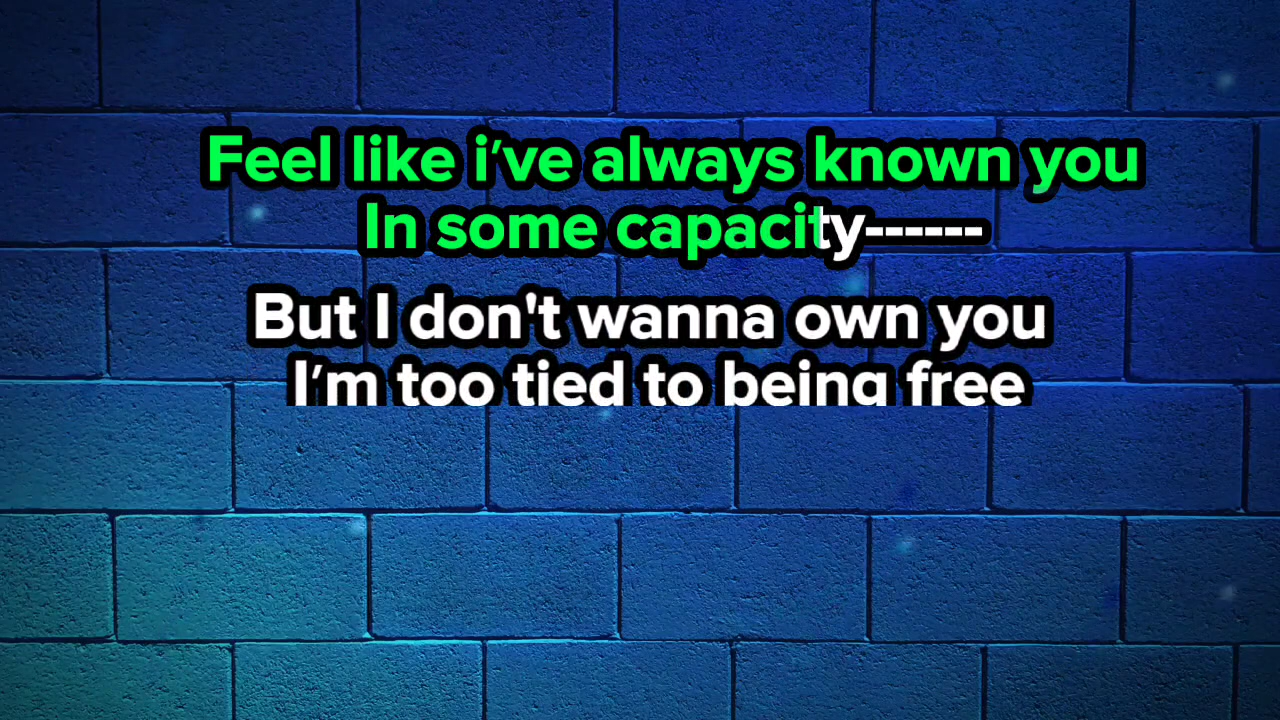 Feel like i′ve always known you
In some capacity------
But I don't wanna own you
I′m too tied to being free